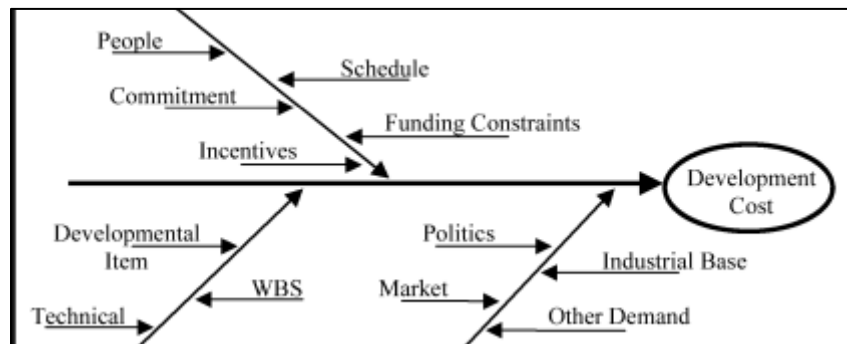 People
Schedule
Commitment
Funding Constraints
Incentives
Development
Cost
Developmental
Item
Politics
Industrial Base
WBS
Market
Technical
Other Demand